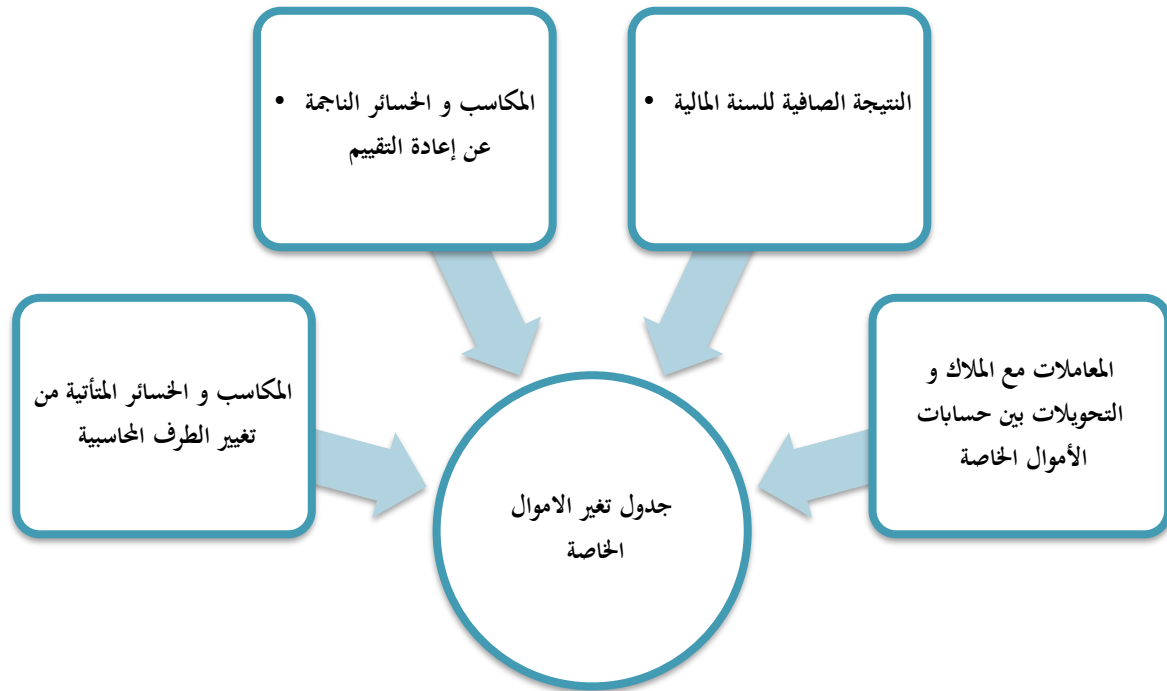 النتيجة الصافية للسنة المالية •
المكاسب و الخسائر الناجمة •
عن إعادة التقييم
المعاملات مع الملاك و
التحويلات بين حسابات
الأموال الخاصة
المكاسب و الخسائر المتأتية من
تغيير الطرف المحاسبية
جدول تغير الاموال
الخاصة